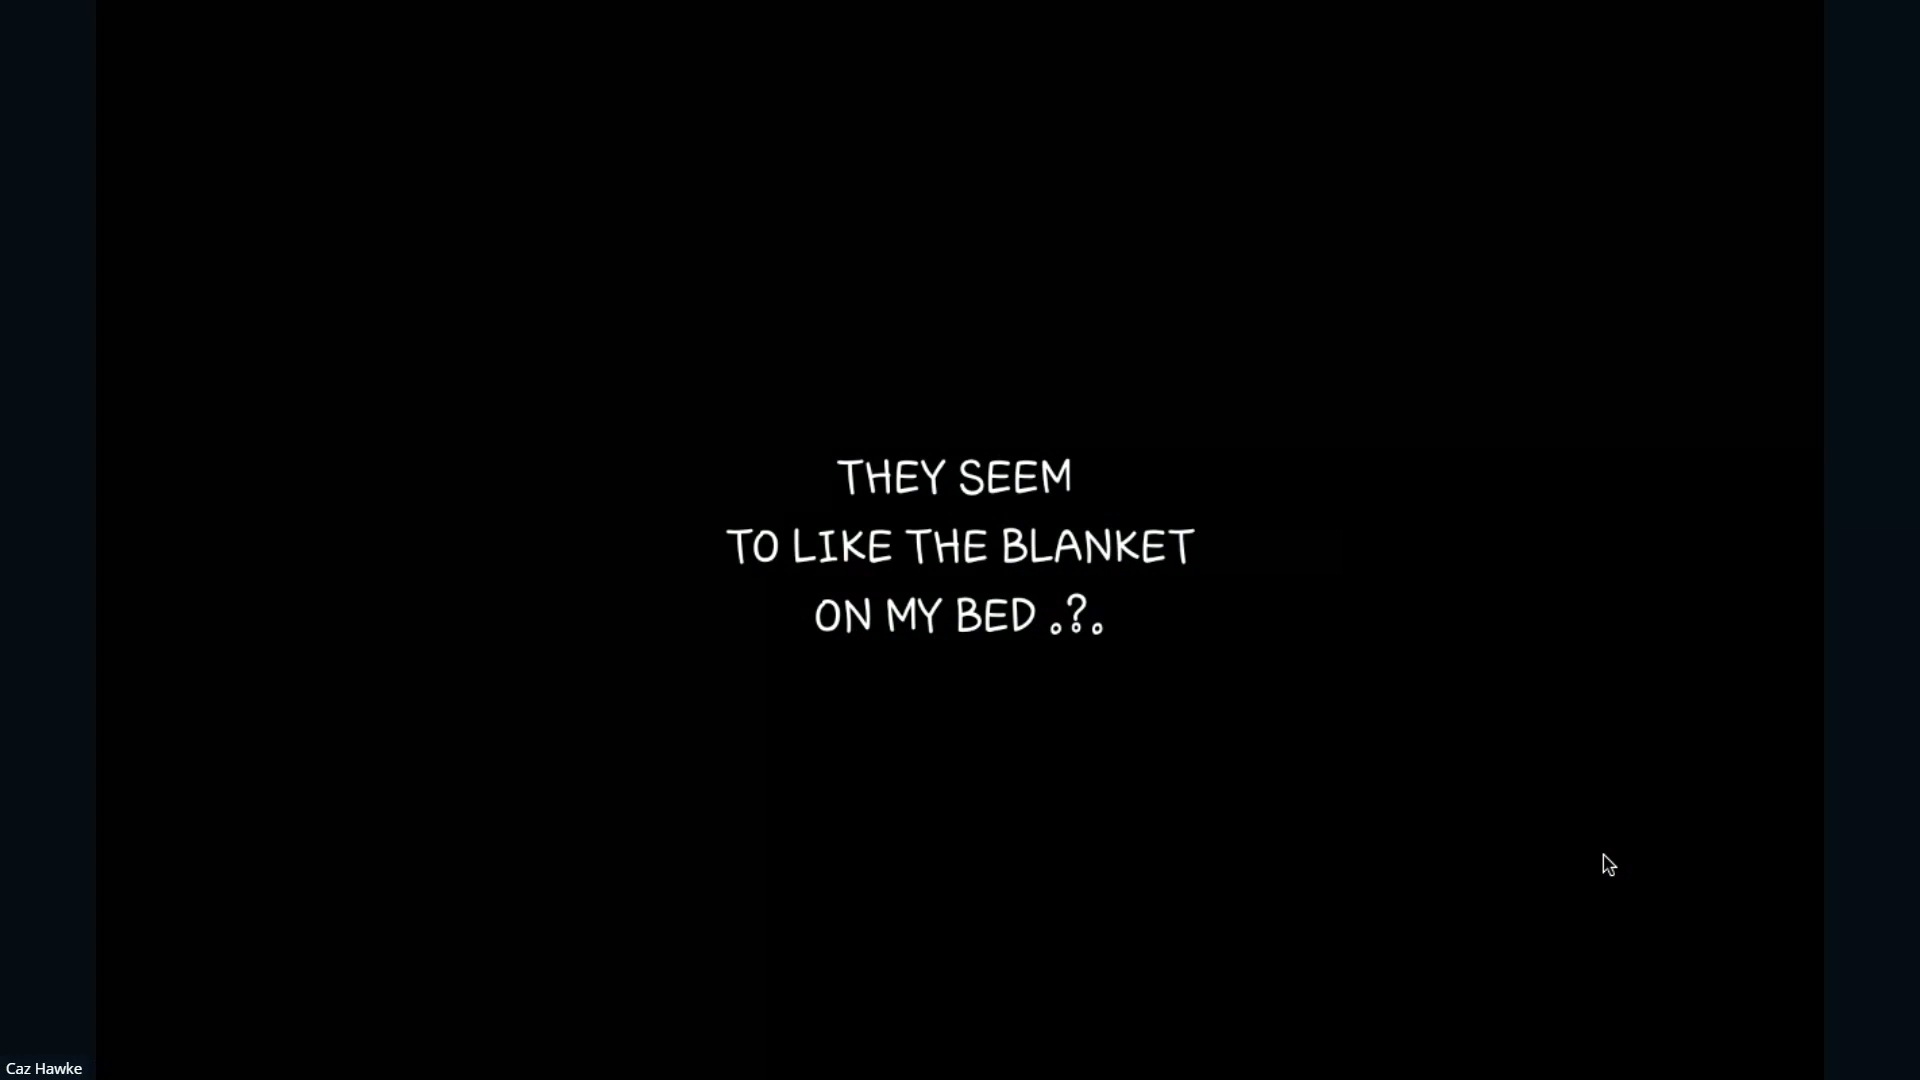 THEY SEEM
TO LIKE THE BLANKET
ON MY BED .?.
Caz Hawke